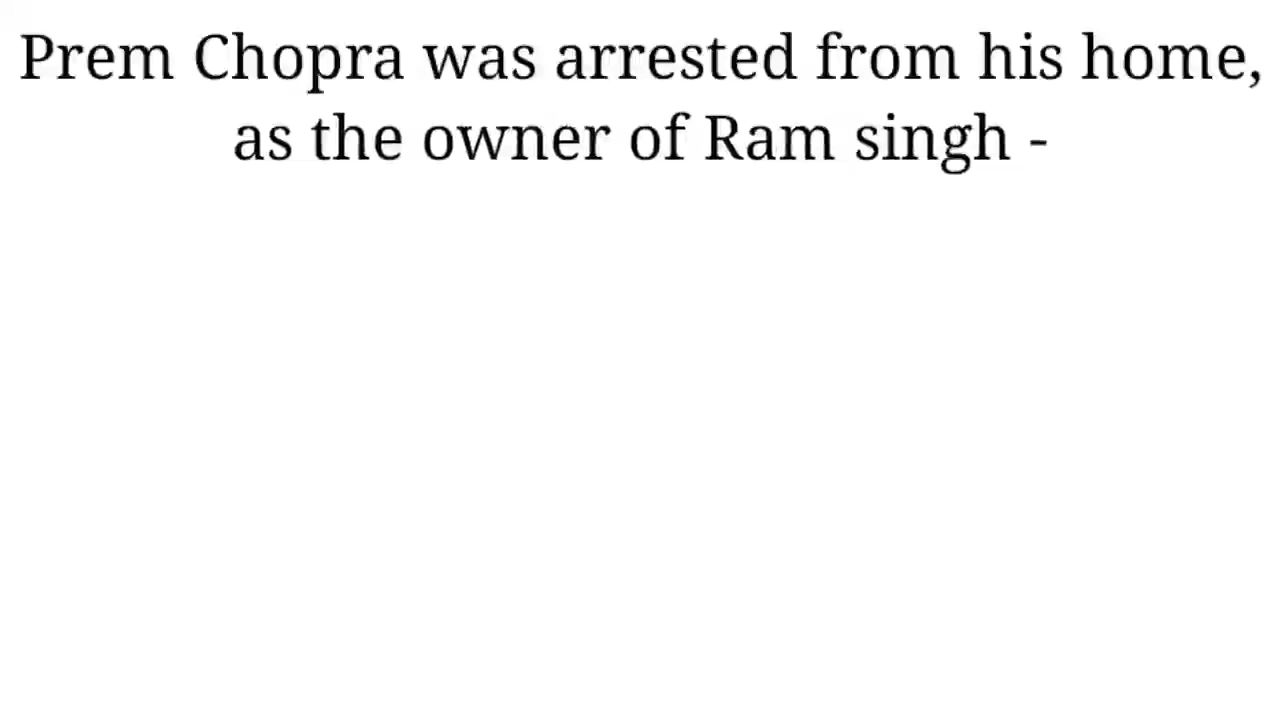 Prem Chopra was arrested from his home,
as the owner of Ram singh -